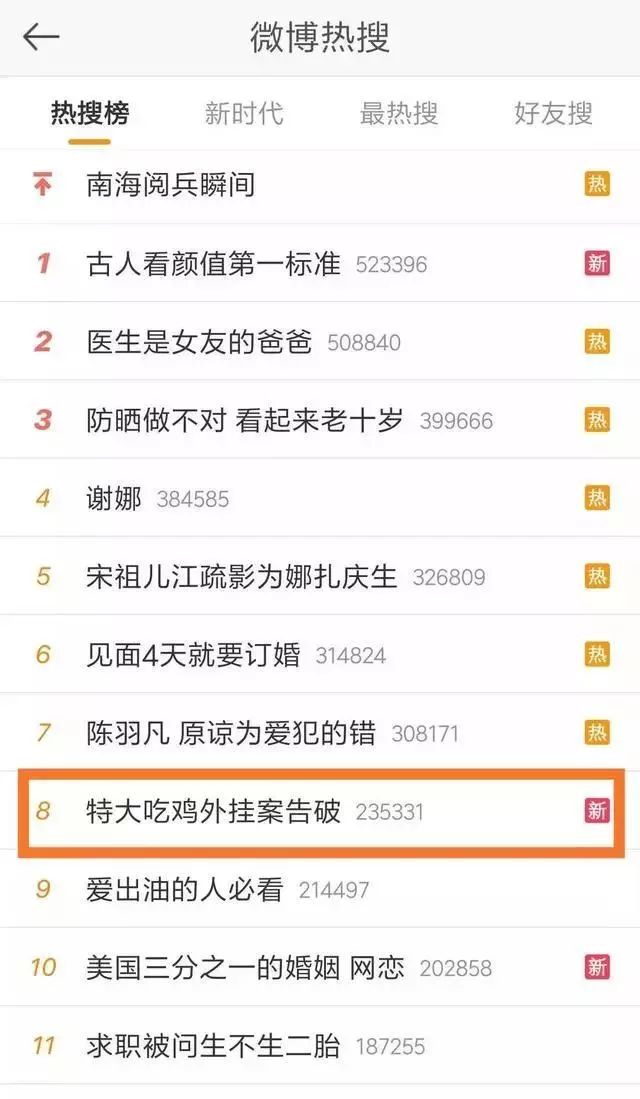 微博热搜
热搜榜 新时代 最热搜 好友搜
南海阅兵瞬间 热
1 古人看颜值第一标准 523396 新
2 医生是女友的爸爸 508840 热
3 防晒做不对 看起来老十岁 399666 热
4 谢娜 384585 热
5 宋祖儿江疏影为娜扎庆生 326809 热
6 见面4天就要订婚 314824 热
7 陈羽凡 原谅为爱犯的错 308171 热
8 特大吃鸡外挂案告破 235331 新
9 爱出油的人必看 214497
10 美国三分之一的婚姻 网恋 202858 新
11 求职被问生不生二胎 187255